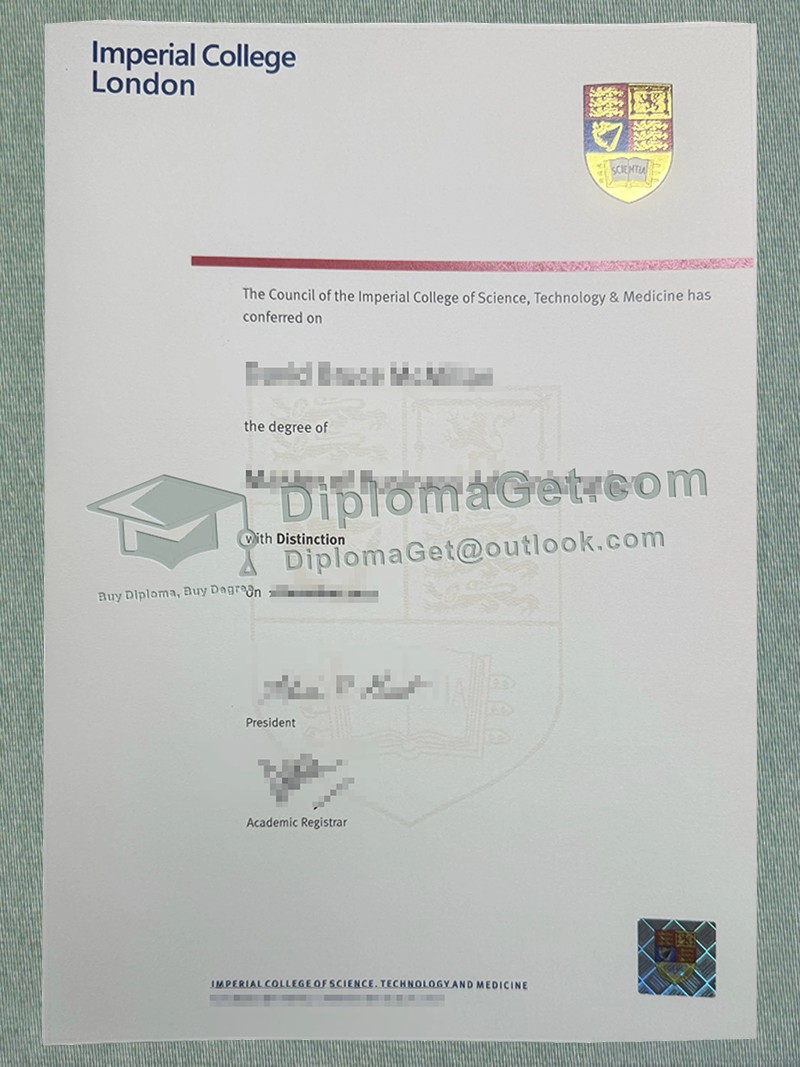 Imperial College
London
SCIENTIA
The Council of the Imperial College of Science, Technology & Medicine has
conferred on
the degree of
DiplomaGet.com
with Distinction
DiplomaGet@outlook.com
Buy Diploma, Buy Degree
on
President
Academic Registrar
IMPERIAL COLLEGE OF SCIENCE, TECHNOLOGY AND MEDICINE